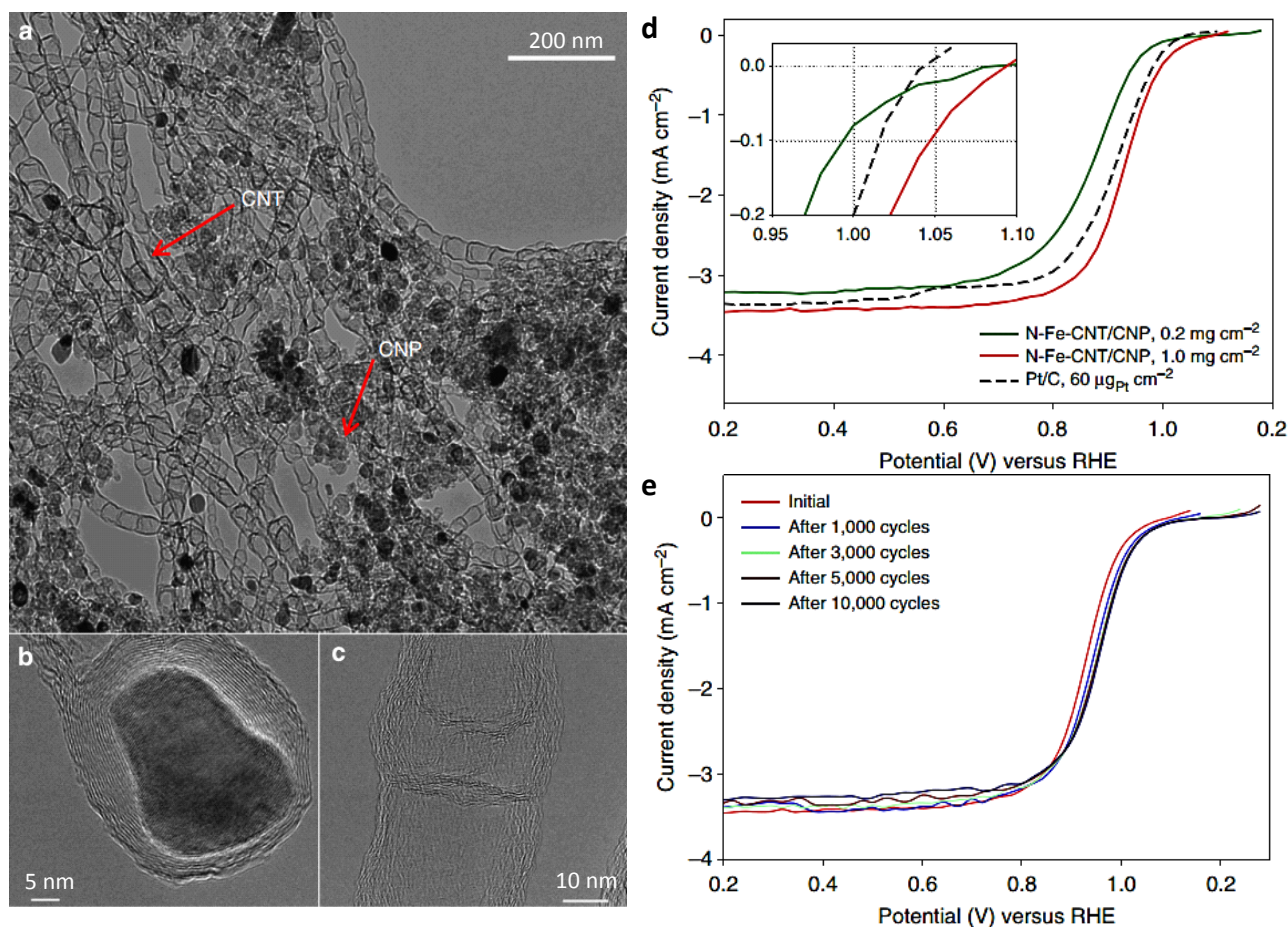 a
200 nm
CNT
CNP
b
5 nm
c
10 nm
d
Current density (mA cm⁻²)
0
−1
−2
−3
−4
0.0
−0.1
−0.2
0.95 1.00 1.05 1.10
N-Fe-CNT/CNP, 0.2 mg cm⁻²
N-Fe-CNT/CNP, 1.0 mg cm⁻²
Pt/C, 60 μgPt cm⁻²
0.2 0.4 0.6 0.8 1.0 0.2
Potential (V) versus RHE
e
Current density (mA cm⁻²)
0
−1
−2
−3
−4
Initial
After 1,000 cycles
After 3,000 cycles
After 5,000 cycles
After 10,000 cycles
0.2 0.4 0.6 0.8 1.0 0.2
Potential (V) versus RHE